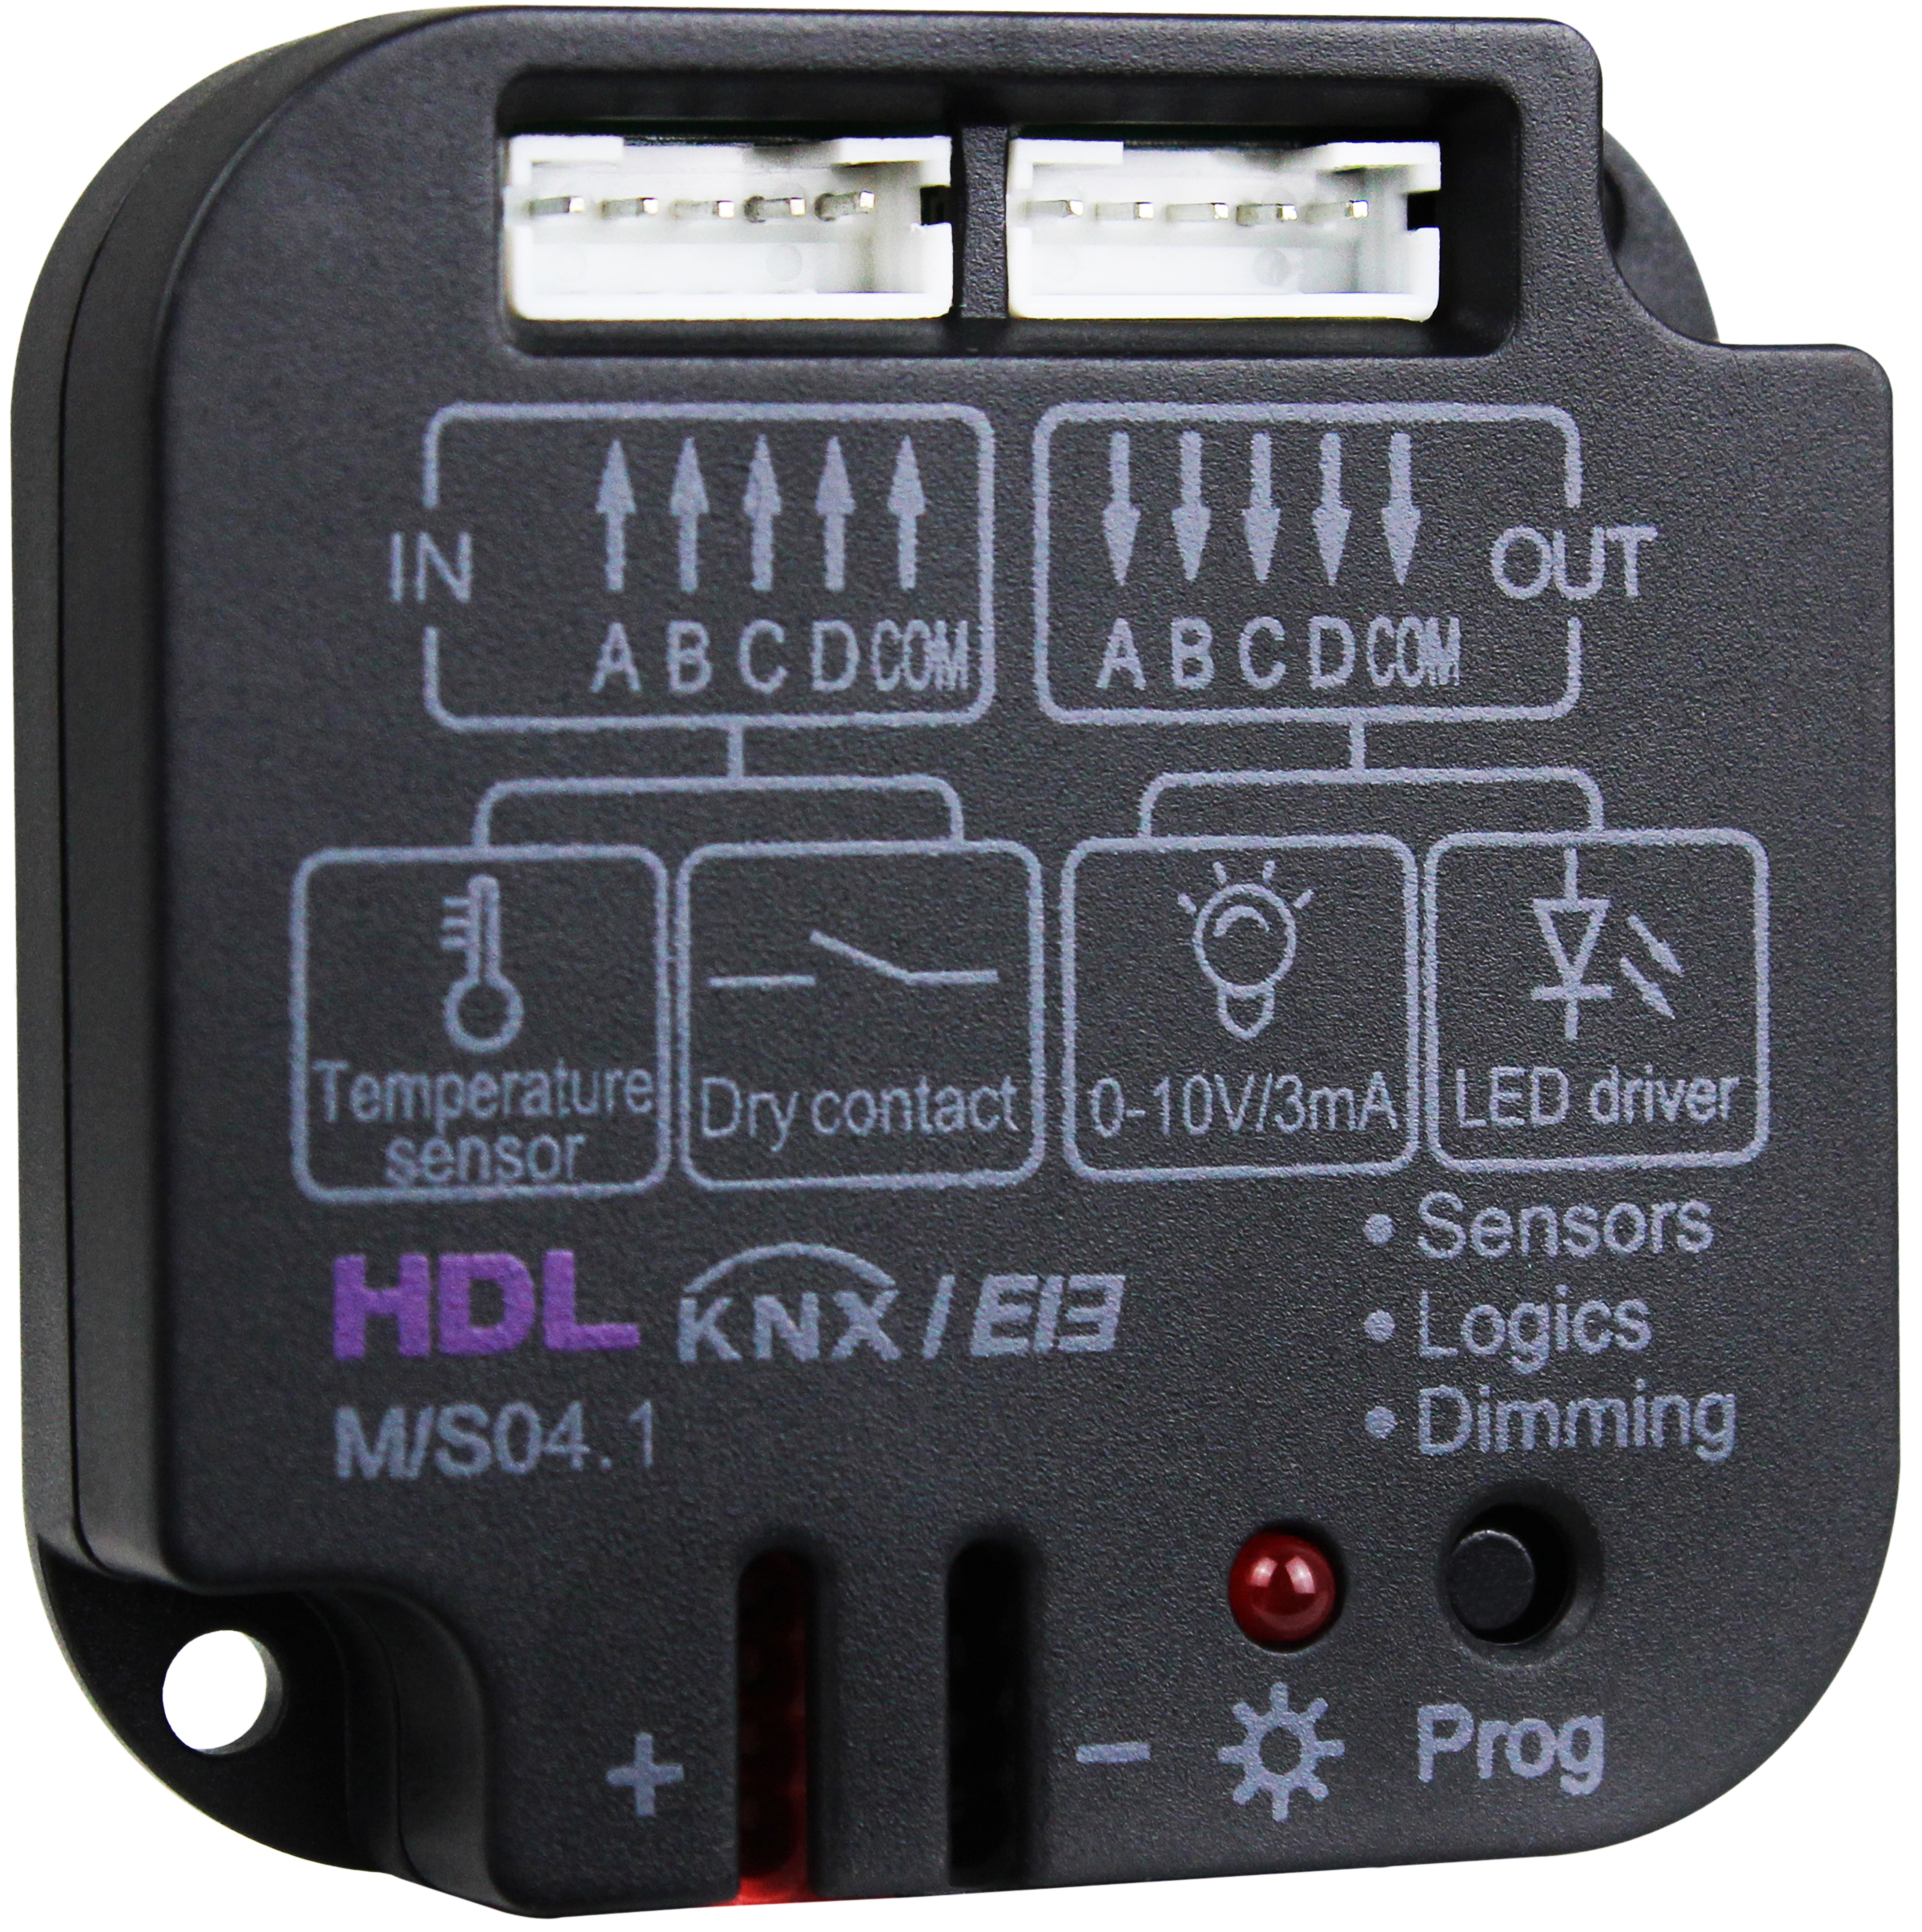 IN
A B C D COM
OUT
A B C D COM
Temperature
sensor
Dry contact
0-10V/3mA
LED driver
HDL KNX / EIB
M/S04.1
• Sensors
• Logics
• Dimming
+
−
Prog